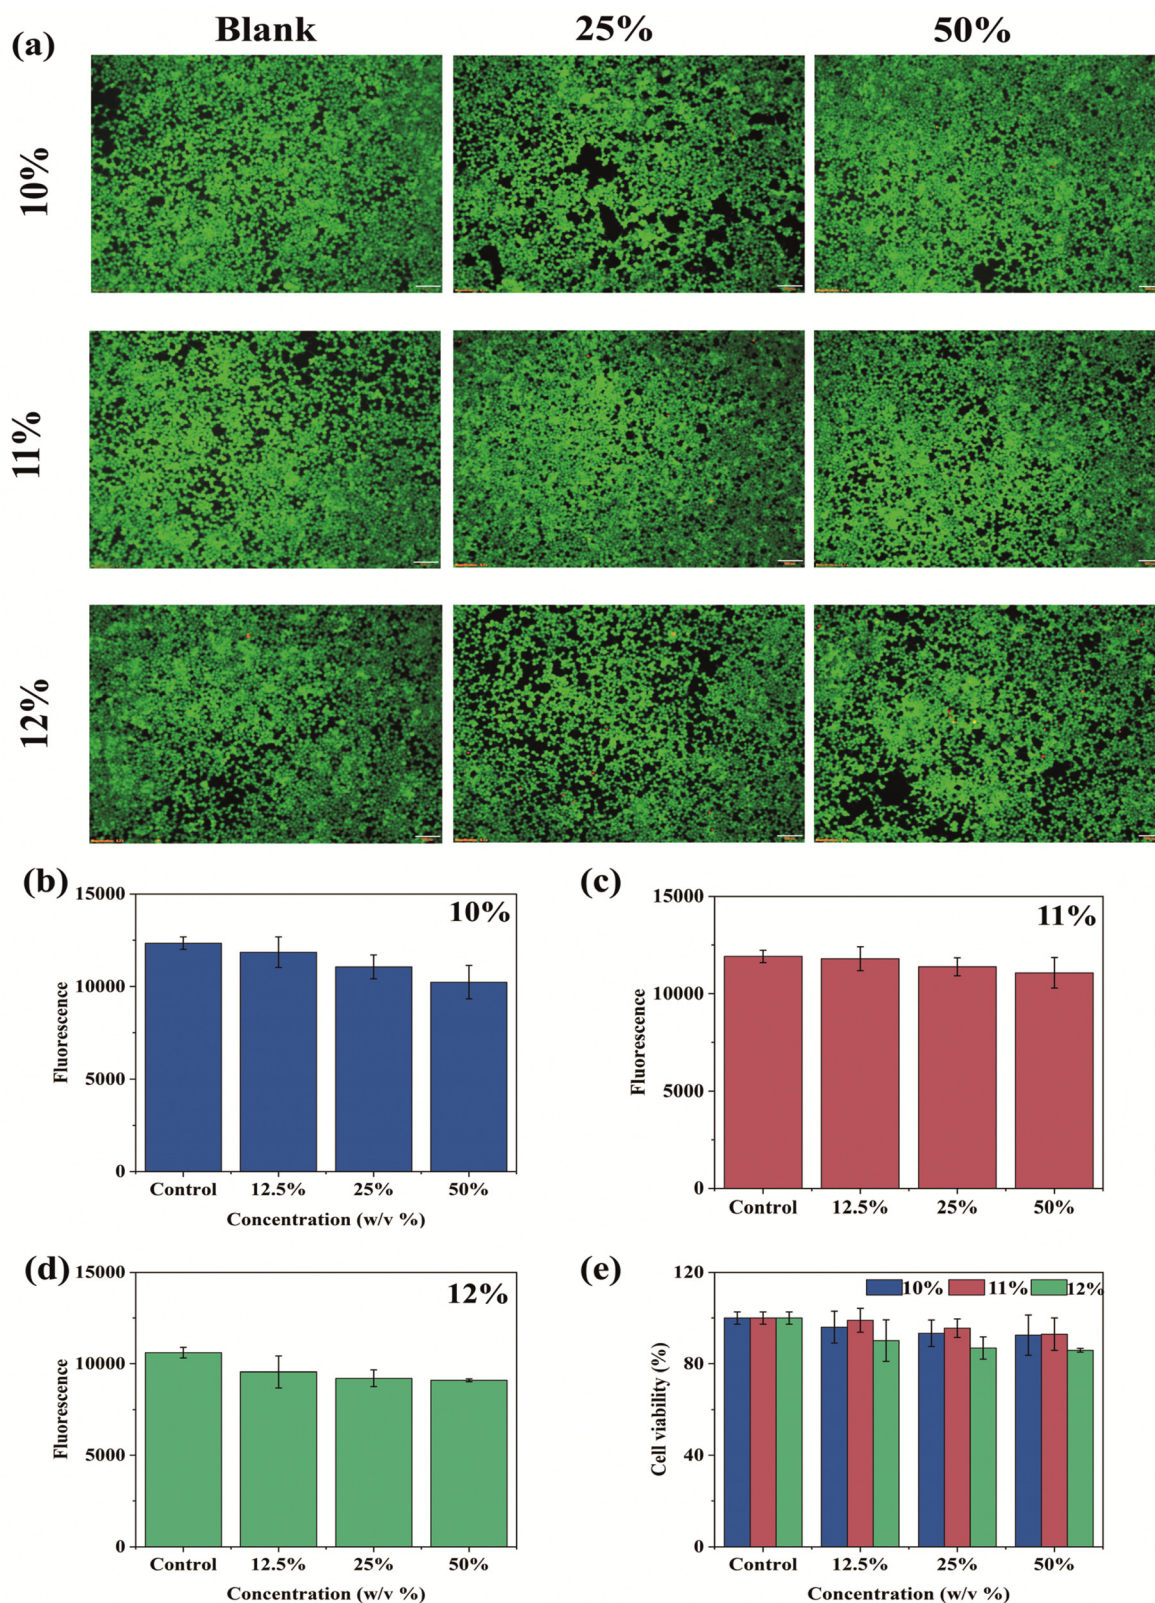 (a)
Blank
25%
50%
10%
11%
12%
(b)
15000
10000
5000
0
Fluorescence
10%
Control
12.5%
25%
50%
Concentration (w/v %)
(c)
15000
10000
5000
0
Fluorescence
11%
Control
12.5%
25%
50%
(d)
15000
10000
5000
0
Fluorescence
12%
Control
12.5%
25%
50%
Concentration (w/v %)
(e)
120
80
40
0
Cell viability (%)
10%
11%
12%
Control
12.5%
25%
50%
Concentration (w/v %)